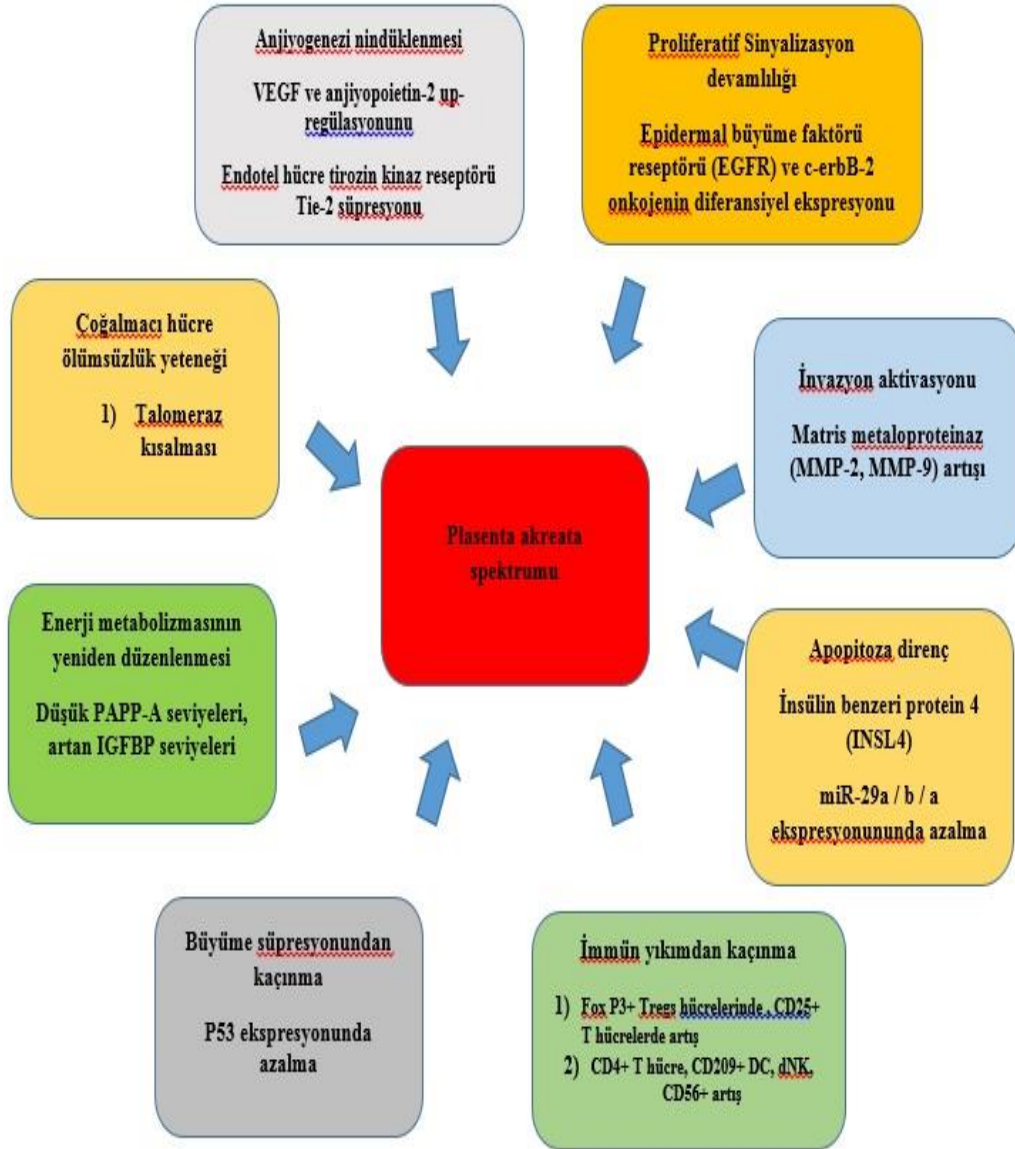 Anjiyogenezi nindüklenmesi
VEGF ve anjiyopoietin-2 up-
regülasyonunu
Endotel hücre tirozin kinaz reseptörü
Tie-2 süpresyonu
Proliferatif Sinyalizasyon
devamlılığı
Epidermal büyüme faktörü
reseptörü (EGFR) ve c-erbB-2
onkojenin diferansiyel ekspresyonu
Çoğalmacı hücre
ölümsüzlük yeteneği
1) Talomeraz
kısalması
İnvazyon aktivasyonu
Matris metaloproteinaz
(MMP-2, MMP-9) artışı
Plasenta akreata
spektrumu
Enerji metabolizmasının
yeniden düzenlenmesi
Düşük PAPP-A seviyeleri,
artan IGFBP seviyeleri
Apopitoza direnç
İnsülin benzeri protein 4
(INSL4)
miR-29a / b / a
ekspresyonununda azalma
Büyüme süpresyonundan
kaçınma
P53 ekspresyonunda
azalma
İmmün yıkımdan kaçınma
1) Fox P3+ Tregs hücrelerinde , CD25+
T hücrelerde artış
2) CD4+ T hücre, CD209+ DC, dNK,
CD56+ artış